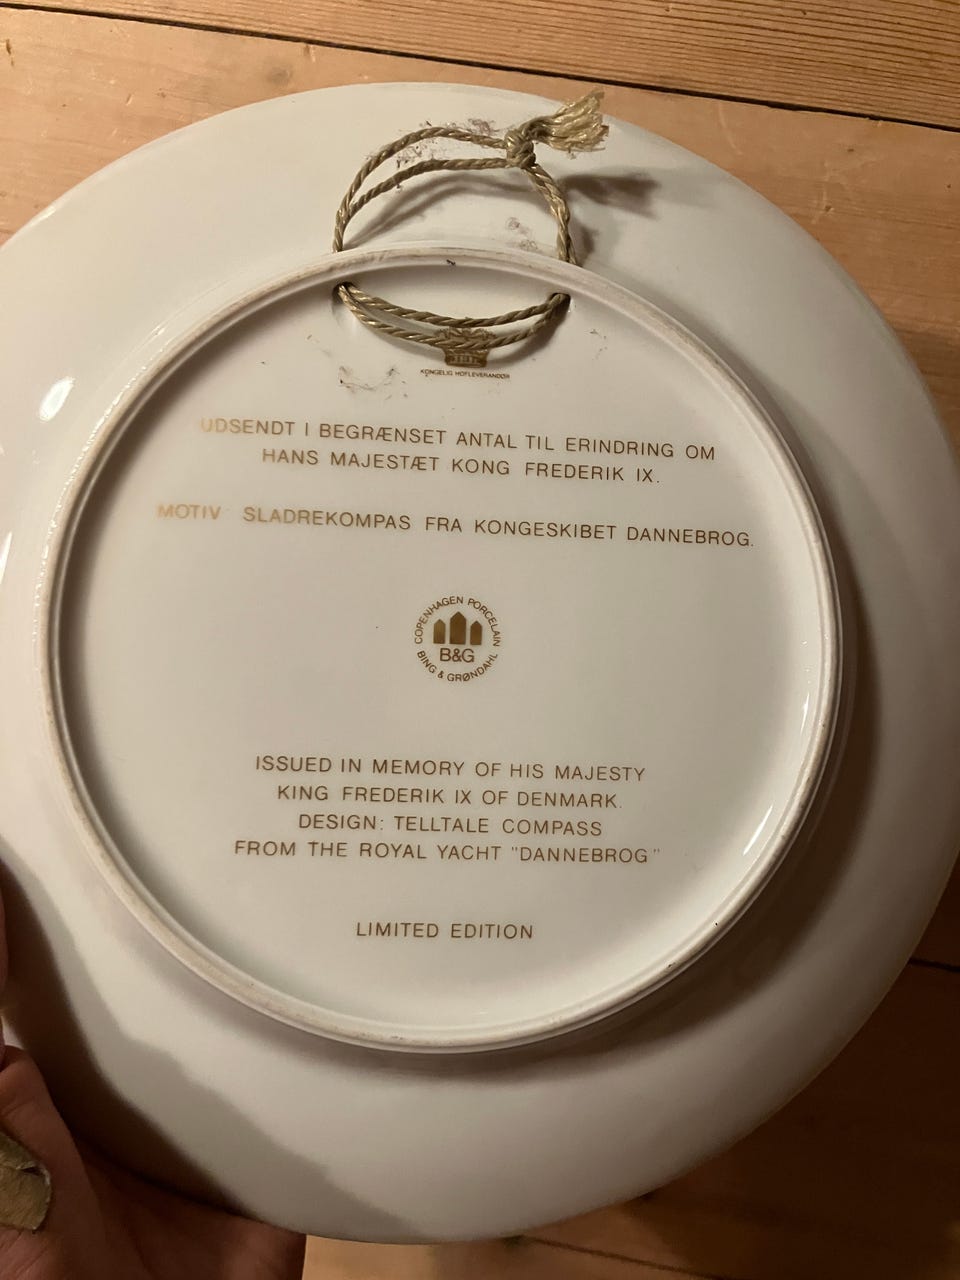 KONGELIG HOFLEVERANDØR
UDSENDT I BEGRÆNSET ANTAL TIL ERINDRING OM
HANS MAJESTÆT KONG FREDERIK IX.
MOTIV SLADREKOMPAS FRA KONGESKIBET DANNEBROG.
COPENHAGEN PORCELAIN
B&G
BING & GRØNDAHL
ISSUED IN MEMORY OF HIS MAJESTY
KING FREDERIK IX OF DENMARK.
DESIGN: TELLTALE COMPASS
FROM THE ROYAL YACHT "DANNEBROG"
LIMITED EDITION